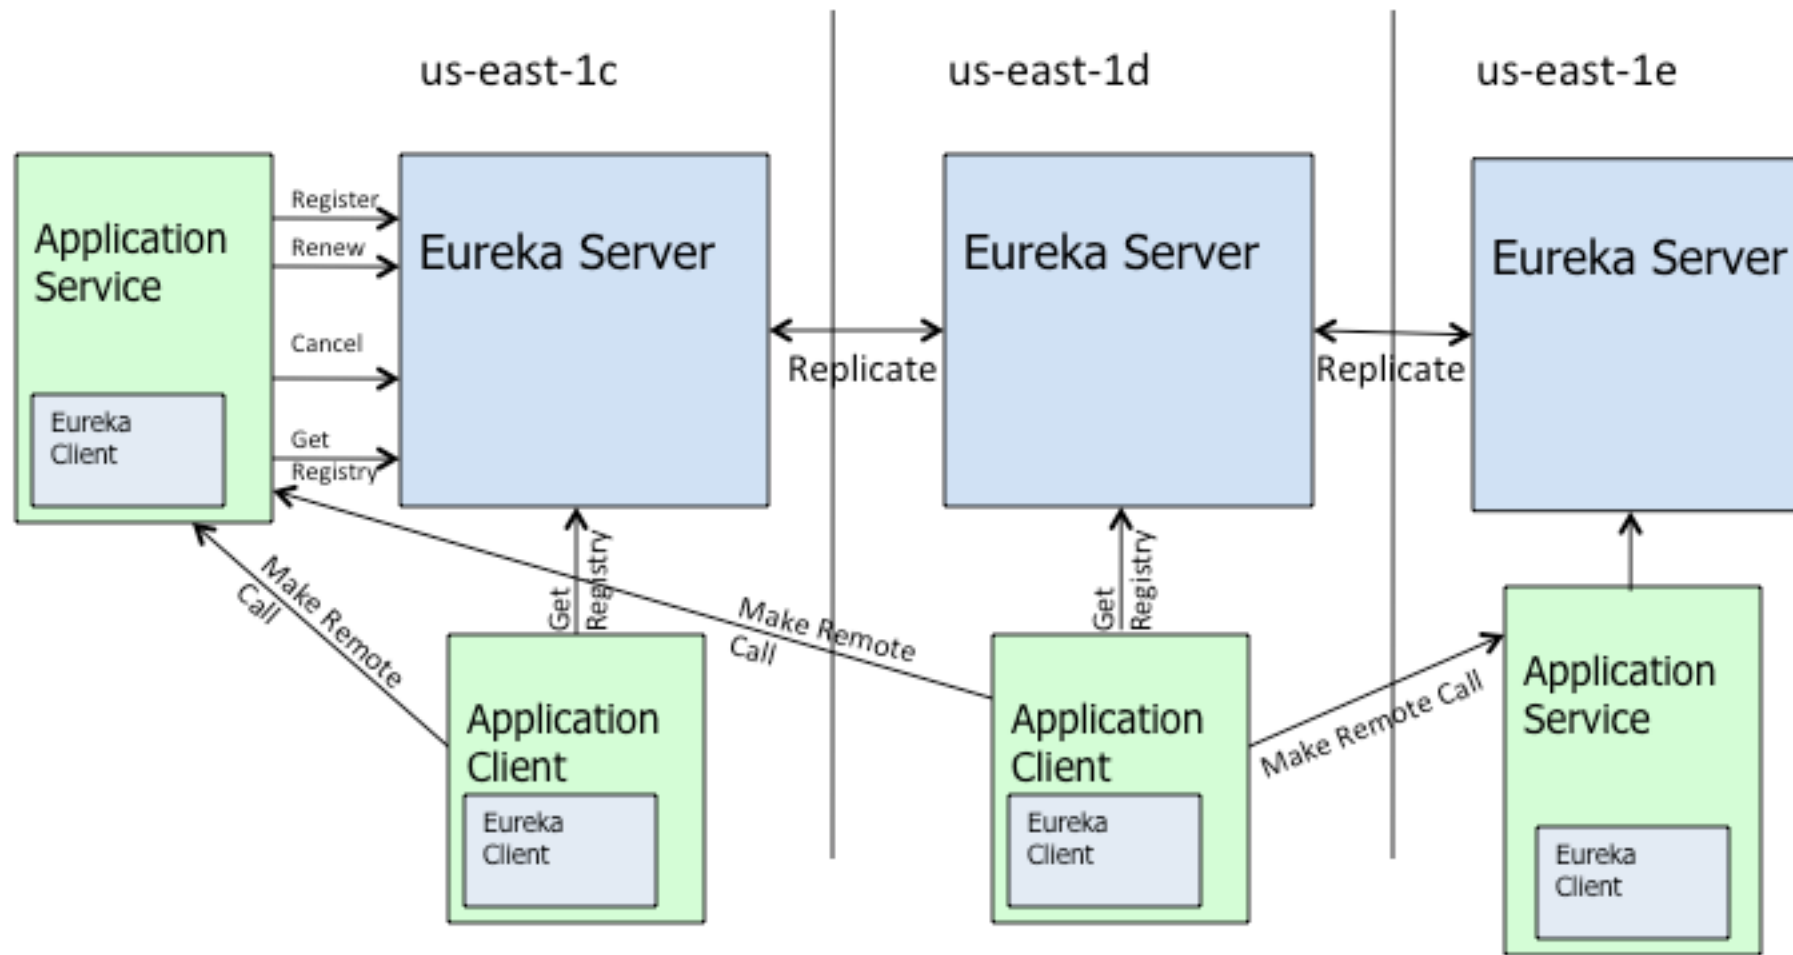 us-east-1c
us-east-1d
us-east-1e
Application
Service
Eureka
Client
Register
Renew
Cancel
Get
Registry
Eureka Server
Replicate
Eureka Server
Replicate
Eureka Server
Make Remote
Call
Get
Registry
Make Remote
Call
Get
Registry
Make Remote Call
Application
Client
Eureka
Client
Application
Client
Eureka
Client
Application
Service
Eureka
Client